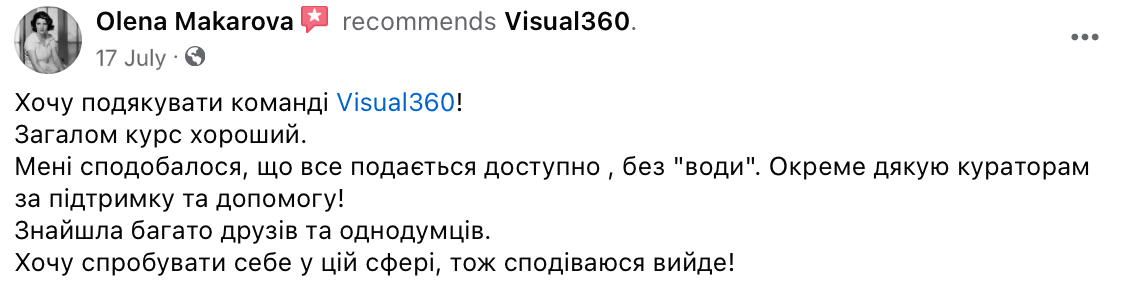 Olena Makarova recommends Visual360.
17 July ·
Хочу подякувати команді Visual360!
Загалом курс хороший.
Мені сподобалося, що все подається доступно , без "води". Окреме дякую кураторам
за підтримку та допомогу!
Знайшла багато друзів та однодумців.
Хочу спробувати себе у цій сфері, тож сподіваюся вийде!